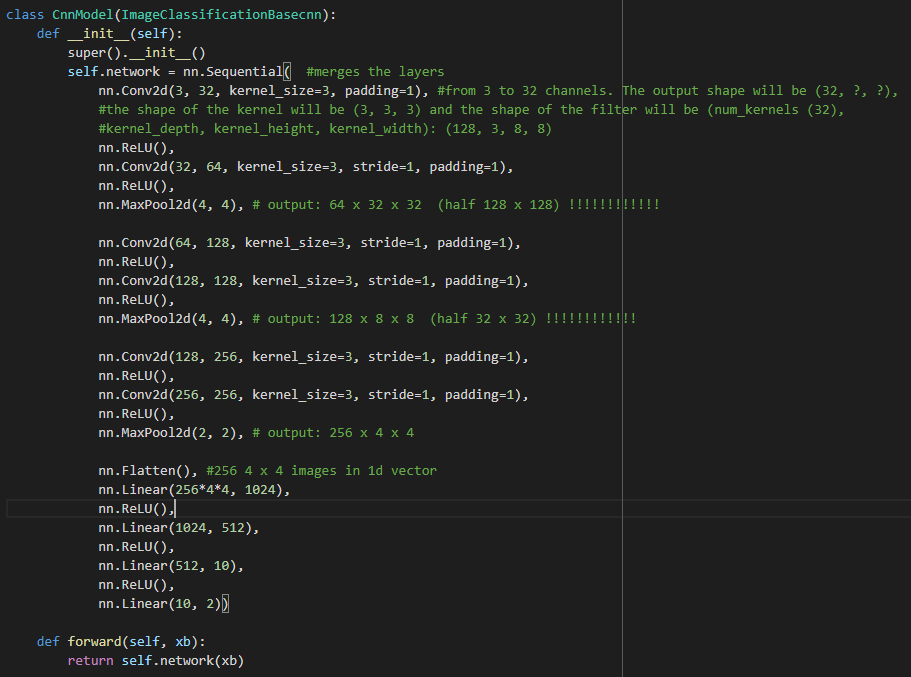 class CnnModel(ImageClassificationBasecnn):
    def __init__(self):
        super().__init__()
        self.network = nn.Sequential(  #merges the layers
            nn.Conv2d(3, 32, kernel_size=3, padding=1), #from 3 to 32 channels. The output shape will be (32, ?, ?),
            #the shape of the kernel will be (3, 3, 3) and the shape of the filter will be (num_kernels (32),
            #kernel_depth, kernel_height, kernel_width): (128, 3, 8, 8)
            nn.ReLU(),
            nn.Conv2d(32, 64, kernel_size=3, stride=1, padding=1),
            nn.ReLU(),
            nn.MaxPool2d(4, 4), # output: 64 x 32 x 32  (half 128 x 128) !!!!!!!!!!!!

            nn.Conv2d(64, 128, kernel_size=3, stride=1, padding=1),
            nn.ReLU(),
            nn.Conv2d(128, 128, kernel_size=3, stride=1, padding=1),
            nn.ReLU(),
            nn.MaxPool2d(4, 4), # output: 128 x 8 x 8  (half 32 x 32) !!!!!!!!!!!!

            nn.Conv2d(128, 256, kernel_size=3, stride=1, padding=1),
            nn.ReLU(),
            nn.Conv2d(256, 256, kernel_size=3, stride=1, padding=1),
            nn.ReLU(),
            nn.MaxPool2d(2, 2), # output: 256 x 4 x 4

            nn.Flatten(), #256 4 x 4 images in 1d vector
            nn.Linear(256*4*4, 1024),
            nn.ReLU(),
            nn.Linear(1024, 512),
            nn.ReLU(),
            nn.Linear(512, 10),
            nn.ReLU(),
            nn.Linear(10, 2))

    def forward(self, xb):
        return self.network(xb)